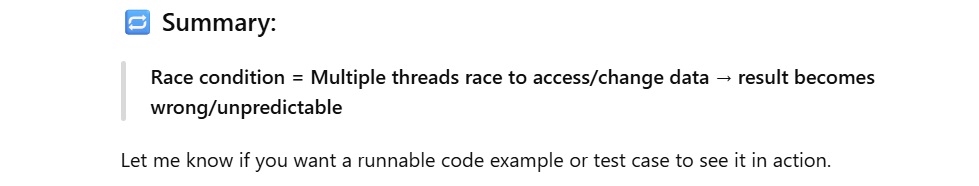 🔁 Summary:
Race condition = Multiple threads race to access/change data → result becomes
wrong/unpredictable
Let me know if you want a runnable code example or test case to see it in action.